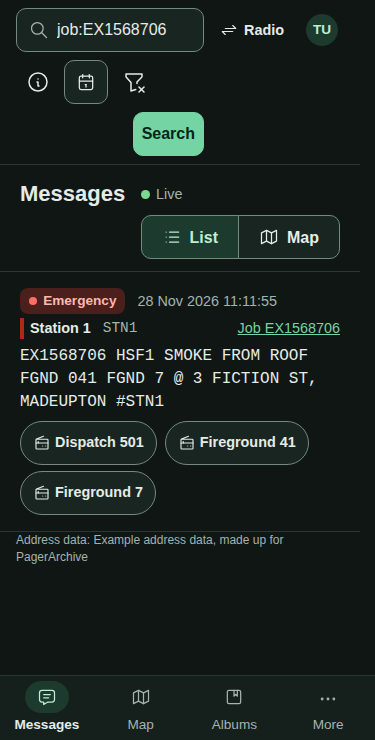 job:EX1568706
Radio
TU
Search
Messages
Live
List
Map
Emergency
28 Nov 2026 11:11:55
Station 1 STN1
Job EX1568706
EX1568706 HSF1 SMOKE FROM ROOF
FGND 041 FGND 7 @ 3 FICTION ST,
MADEUPTON #STN1
Dispatch 501
Fireground 41
Fireground 7
Address data: Example address data, made up for
PagerArchive
Messages
Map
Albums
More